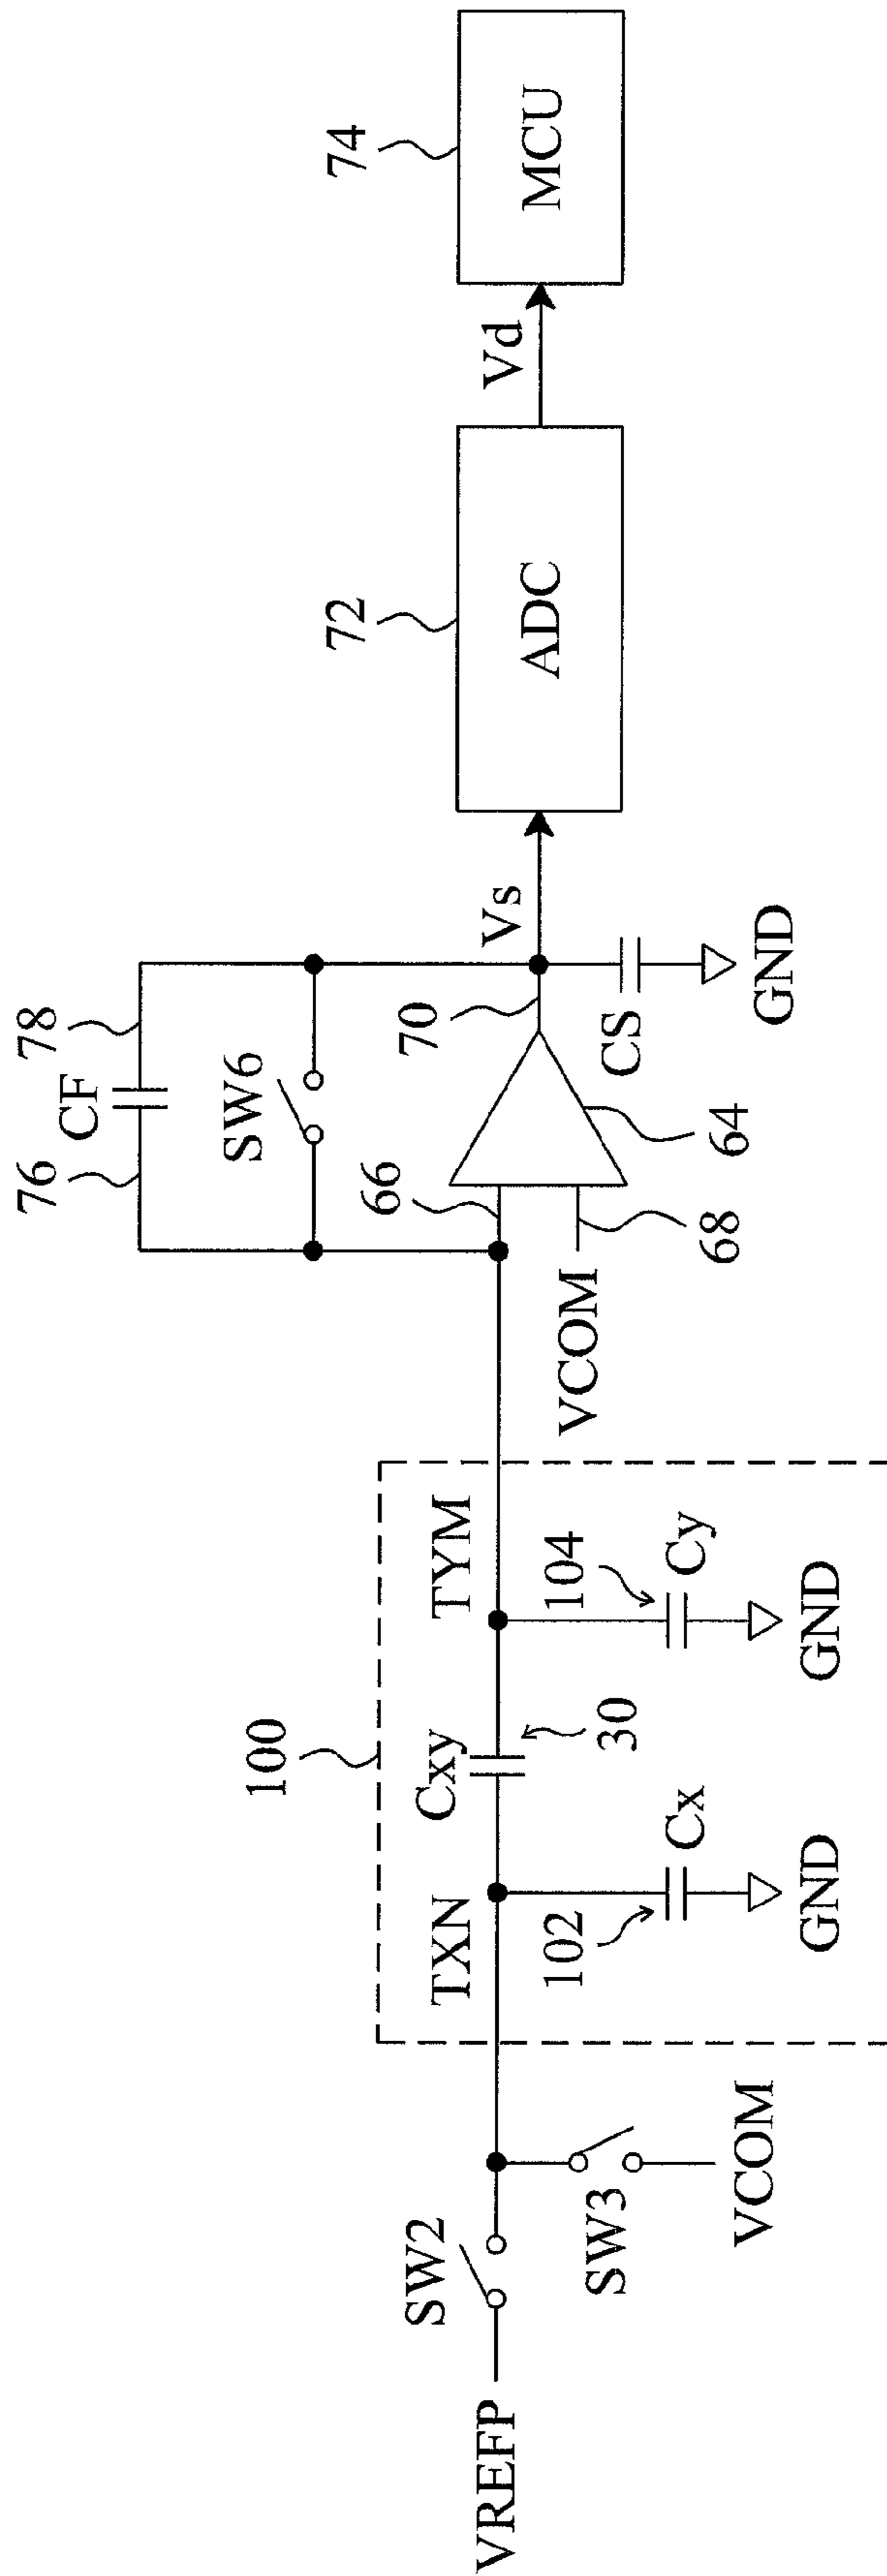 VREFP
SW2
SW3
VCOM
100
TXN
Cxy
TYM
30
102
Cx
GND
104
Cy
GND
76
CF
78
SW6
66
70
VCOM
68
64
Vs
CS
GND
72
ADC
Vd
74
MCU